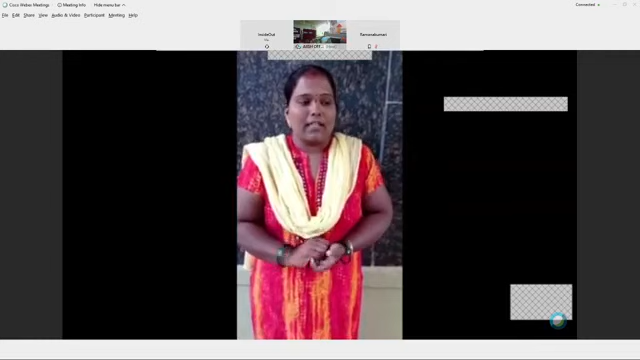 Cisco Webex Meetings
Meeting Info
Hide menu bar
Connected
File Edit Share View Audio & Video Participant Meeting Help
InsideOut